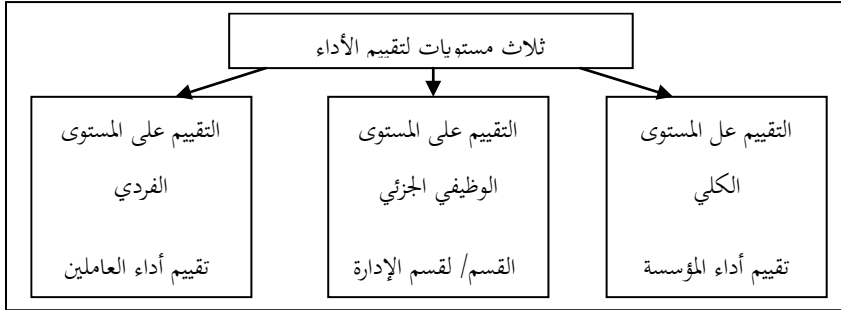 ثلاث مستويات لتقييم الأداء
التقييم عل المستوى
الكلي
تقييم أداء المؤسسة
التقييم على المستوى
الوظيفي الجزئي
القسم/ لقسم الإدارة
التقييم على المستوى
الفردي
تقييم أداء العاملين